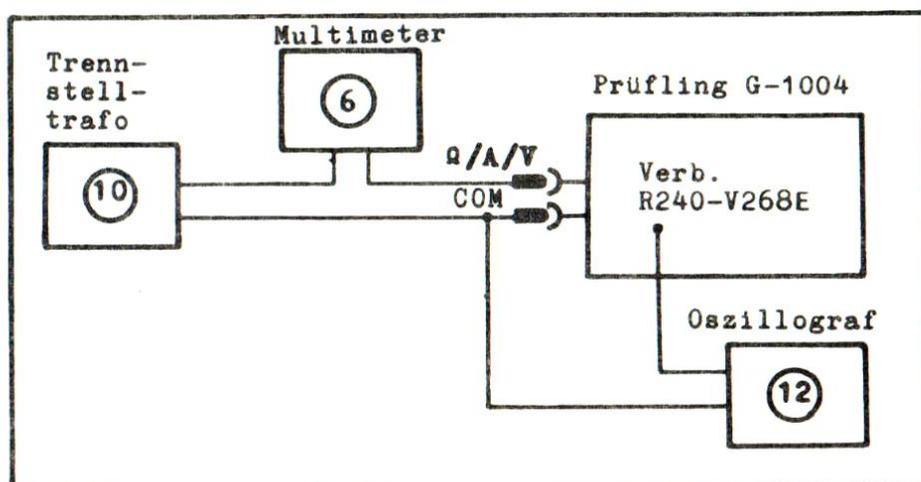 Multimeter
6
Trenn-
stell-
trafo
10
Ω/A/V
COM
Prüfling G-1004
Verb.
R240-V268E
Oszillograf
12